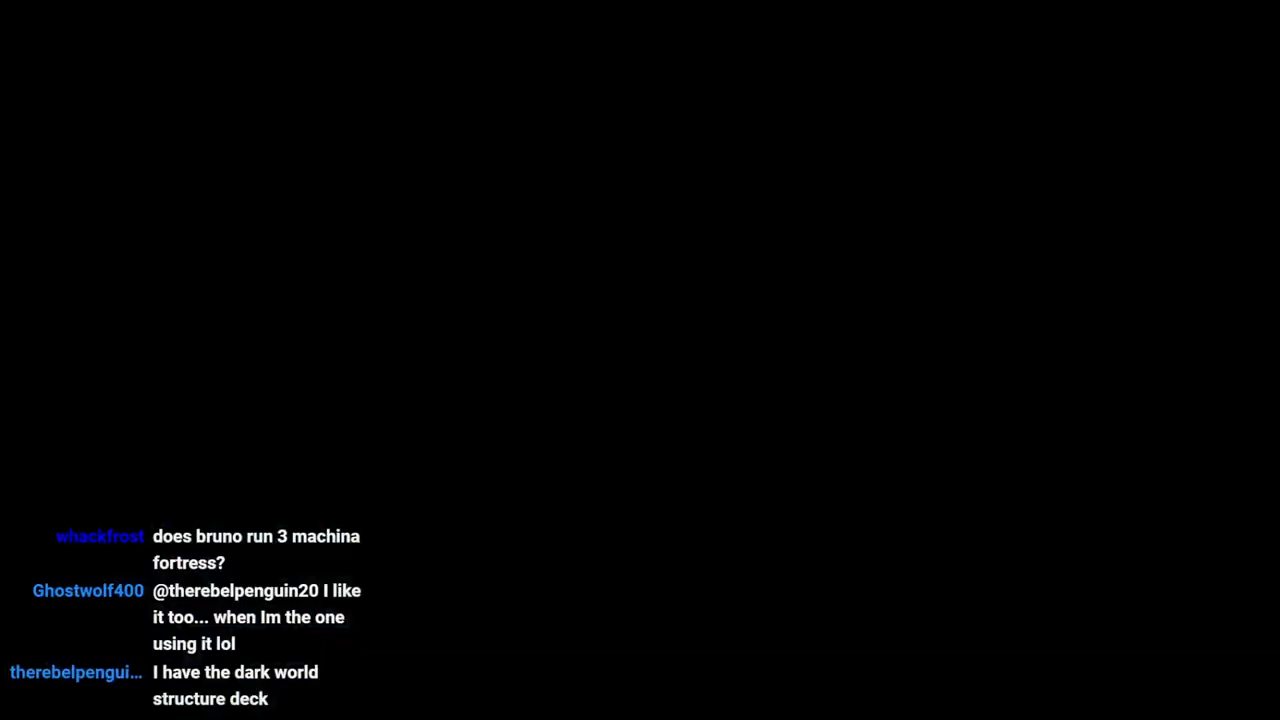 whackfrost does bruno run 3 machina
fortress?
Ghostwolf400 @therebelpenguin20 I like
it too... when Im the one
using it lol
therebelpengui... I have the dark world
structure deck